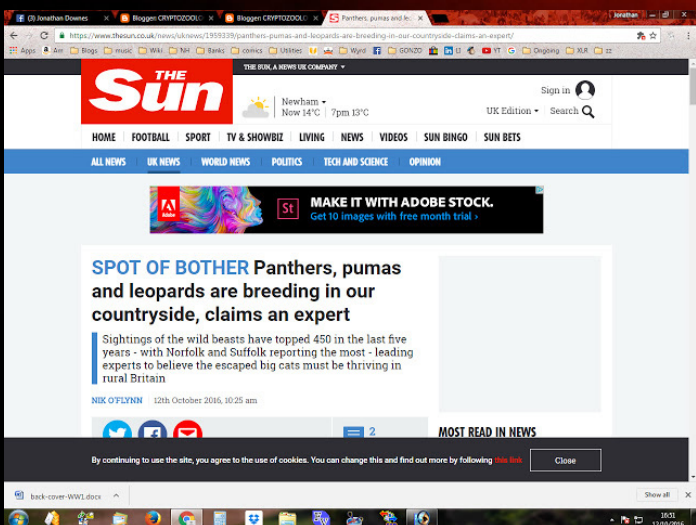 (3) Jonathan Downes
Bloggen CRYPTOZOOLO
Bloggen CRYPTOZOOLO
Panthers, pumas and le
Jonathan
https://www.thesun.co.uk/news/uknews/1959339/panthers-pumas-and-leopards-are-breeding-in-our-countryside-claims-an-expert/
Apps Am Blogs music Wiki NH Banks comics Utilities Wyrd GONZO LI YT G Ongoing XLR zz
THE SUN, A NEWS UK COMPANY
THE Sun
Newham
Now 14°C 7pm 13°C
Sign in
UK Edition Search
HOME FOOTBALL SPORT TV & SHOWBIZ LIVING NEWS VIDEOS SUN BINGO SUN BETS
ALL NEWS UK NEWS WORLD NEWS POLITICS TECH AND SCIENCE OPINION
Adobe
St
MAKE IT WITH ADOBE STOCK.
Get 10 images with free month trial ›
SPOT OF BOTHER Panthers, pumas
and leopards are breeding in our
countryside, claims an expert
Sightings of the wild beasts have topped 450 in the last five
years - with Norfolk and Suffolk reporting the most - leading
experts to believe the escaped big cats must be thriving in
rural Britain
NIK O'FLYNN 12th October 2016, 10:25 am
2
MOST READ IN NEWS
By continuing to use the site, you agree to the use of cookies. You can change this and find out more by following this link
Close
back-cover-WW1.docx
Show all
16:51
12/10/2016